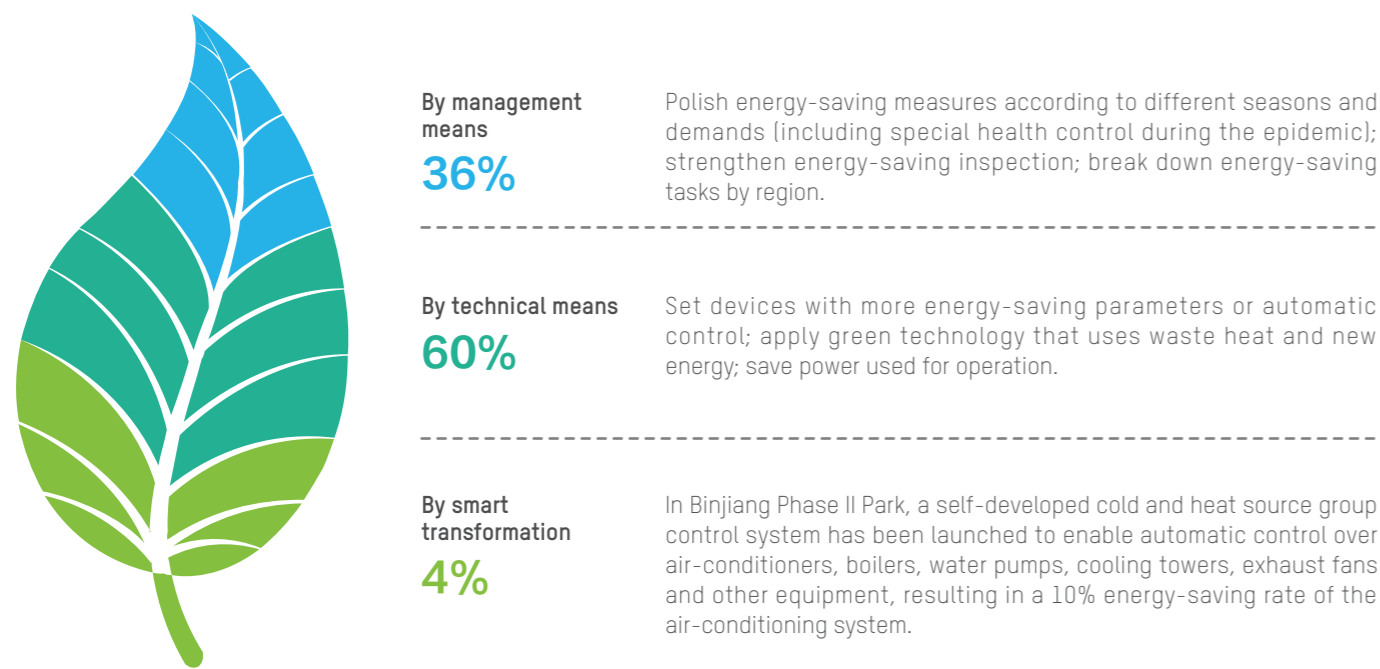 By management
means
36%
Polish energy-saving measures according to different seasons and
demands (including special health control during the epidemic);
strengthen energy-saving inspection; break down energy-saving
tasks by region.
By technical means
60%
Set devices with more energy-saving parameters or automatic
control; apply green technology that uses waste heat and new
energy; save power used for operation.
By smart
transformation
4%
In Binjiang Phase II Park, a self-developed cold and heat source group
control system has been launched to enable automatic control over
air-conditioners, boilers, water pumps, cooling towers, exhaust fans
and other equipment, resulting in a 10% energy-saving rate of the
air-conditioning system.